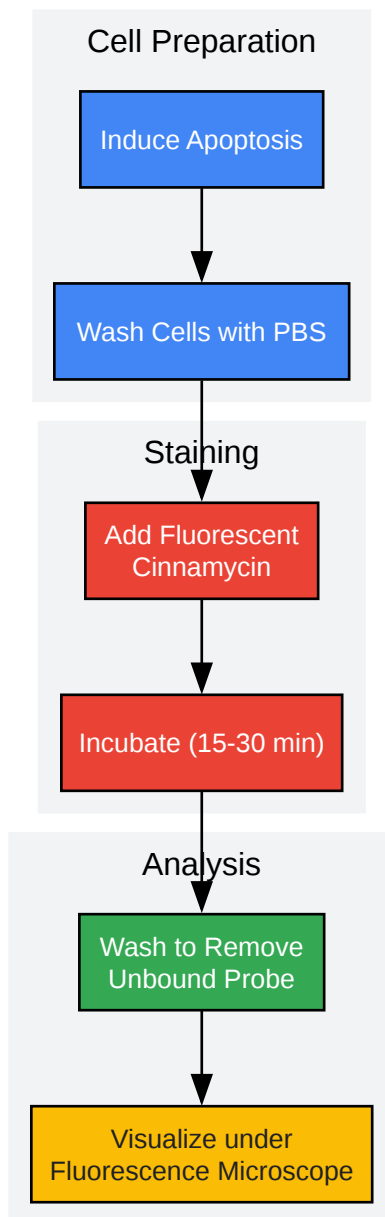 Cell Preparation
Induce Apoptosis
Wash Cells with PBS
Staining
Add Fluorescent
Cinnamycin
Incubate (15-30 min)
Analysis
Wash to Remove
Unbound Probe
Visualize under
Fluorescence Microscope